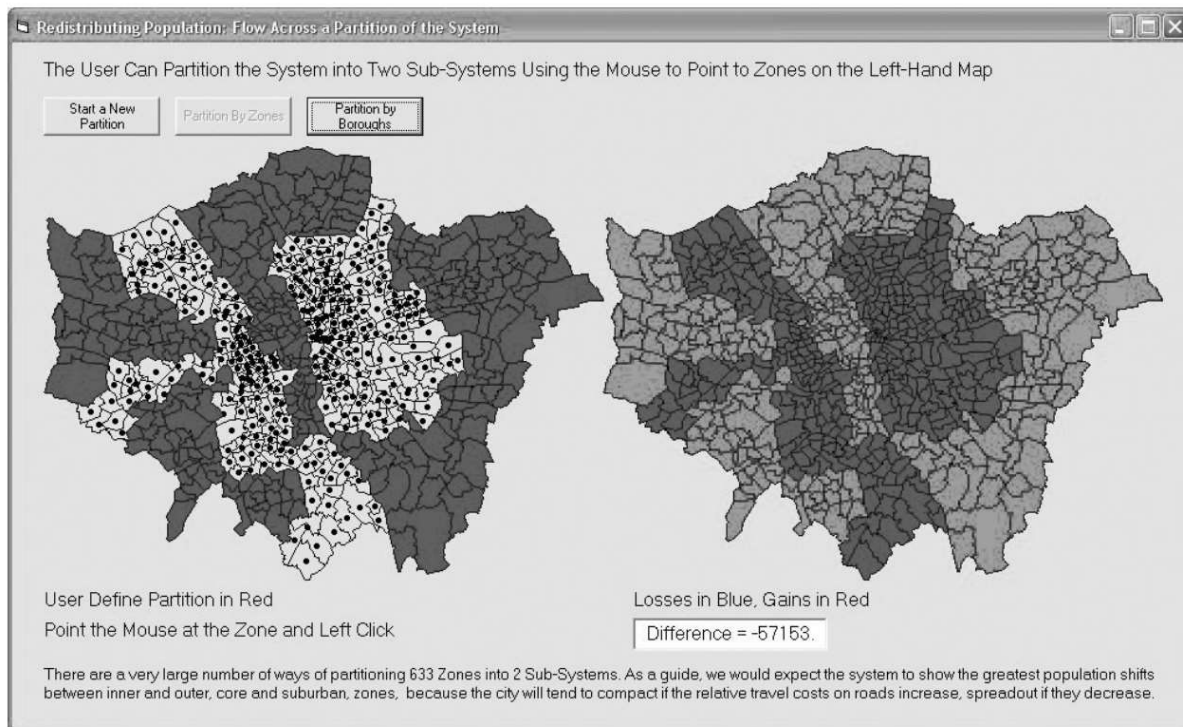 Redistributing Population: Flow Across a Partition of the System
The User Can Partition the System into Two Sub-Systems Using the Mouse to Point to Zones on the Left-Hand Map
Start a New
Partition
Partition By Zones
Partition by
Boroughs
User Define Partition in Red
Point the Mouse at the Zone and Left Click
Losses in Blue, Gains in Red
Difference = -57153.
There are a very large number of ways of partitioning 633 Zones into 2 Sub-Systems. As a guide, we would expect the system to show the greatest population shifts
between inner and outer, core and suburban, zones, because the city will tend to compact if the relative travel costs on roads increase, spreadout if they decrease.